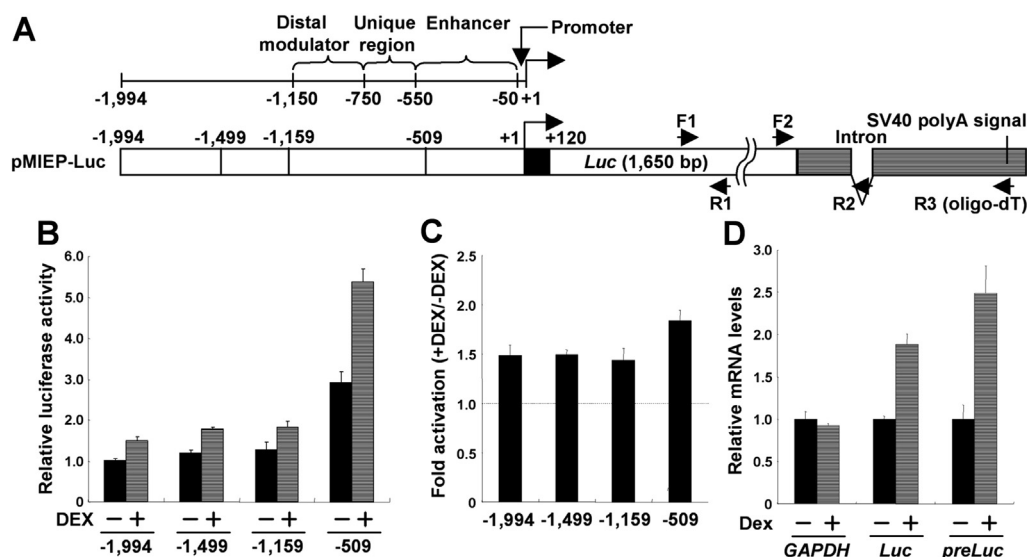 A
Distal modulator
Unique region
Enhancer
Promoter
-1,994
-1,150
-750
-550
-50
+1
pMIEP-Luc
-1,994
-1,499
-1,159
-509
+1
+120
Luc (1,650 bp)
F1
F2
Intron
SV40 polyA signal
R1
R2
R3 (oligo-dT)
B
Relative luciferase activity
6.0
5.0
4.0
3.0
2.0
1.0
0
DEX
− + − + − + − +
-1,994 -1,499 -1,159 -509
C
Fold activation (+DEX/-DEX)
2.5
2.0
1.5
1.0
0.5
0
-1,994 -1,499 -1,159 -509
D
Relative mRNA levels
3.0
2.5
2.0
1.5
1.0
0.5
0
Dex
− + − + − +
GAPDH Luc preLuc